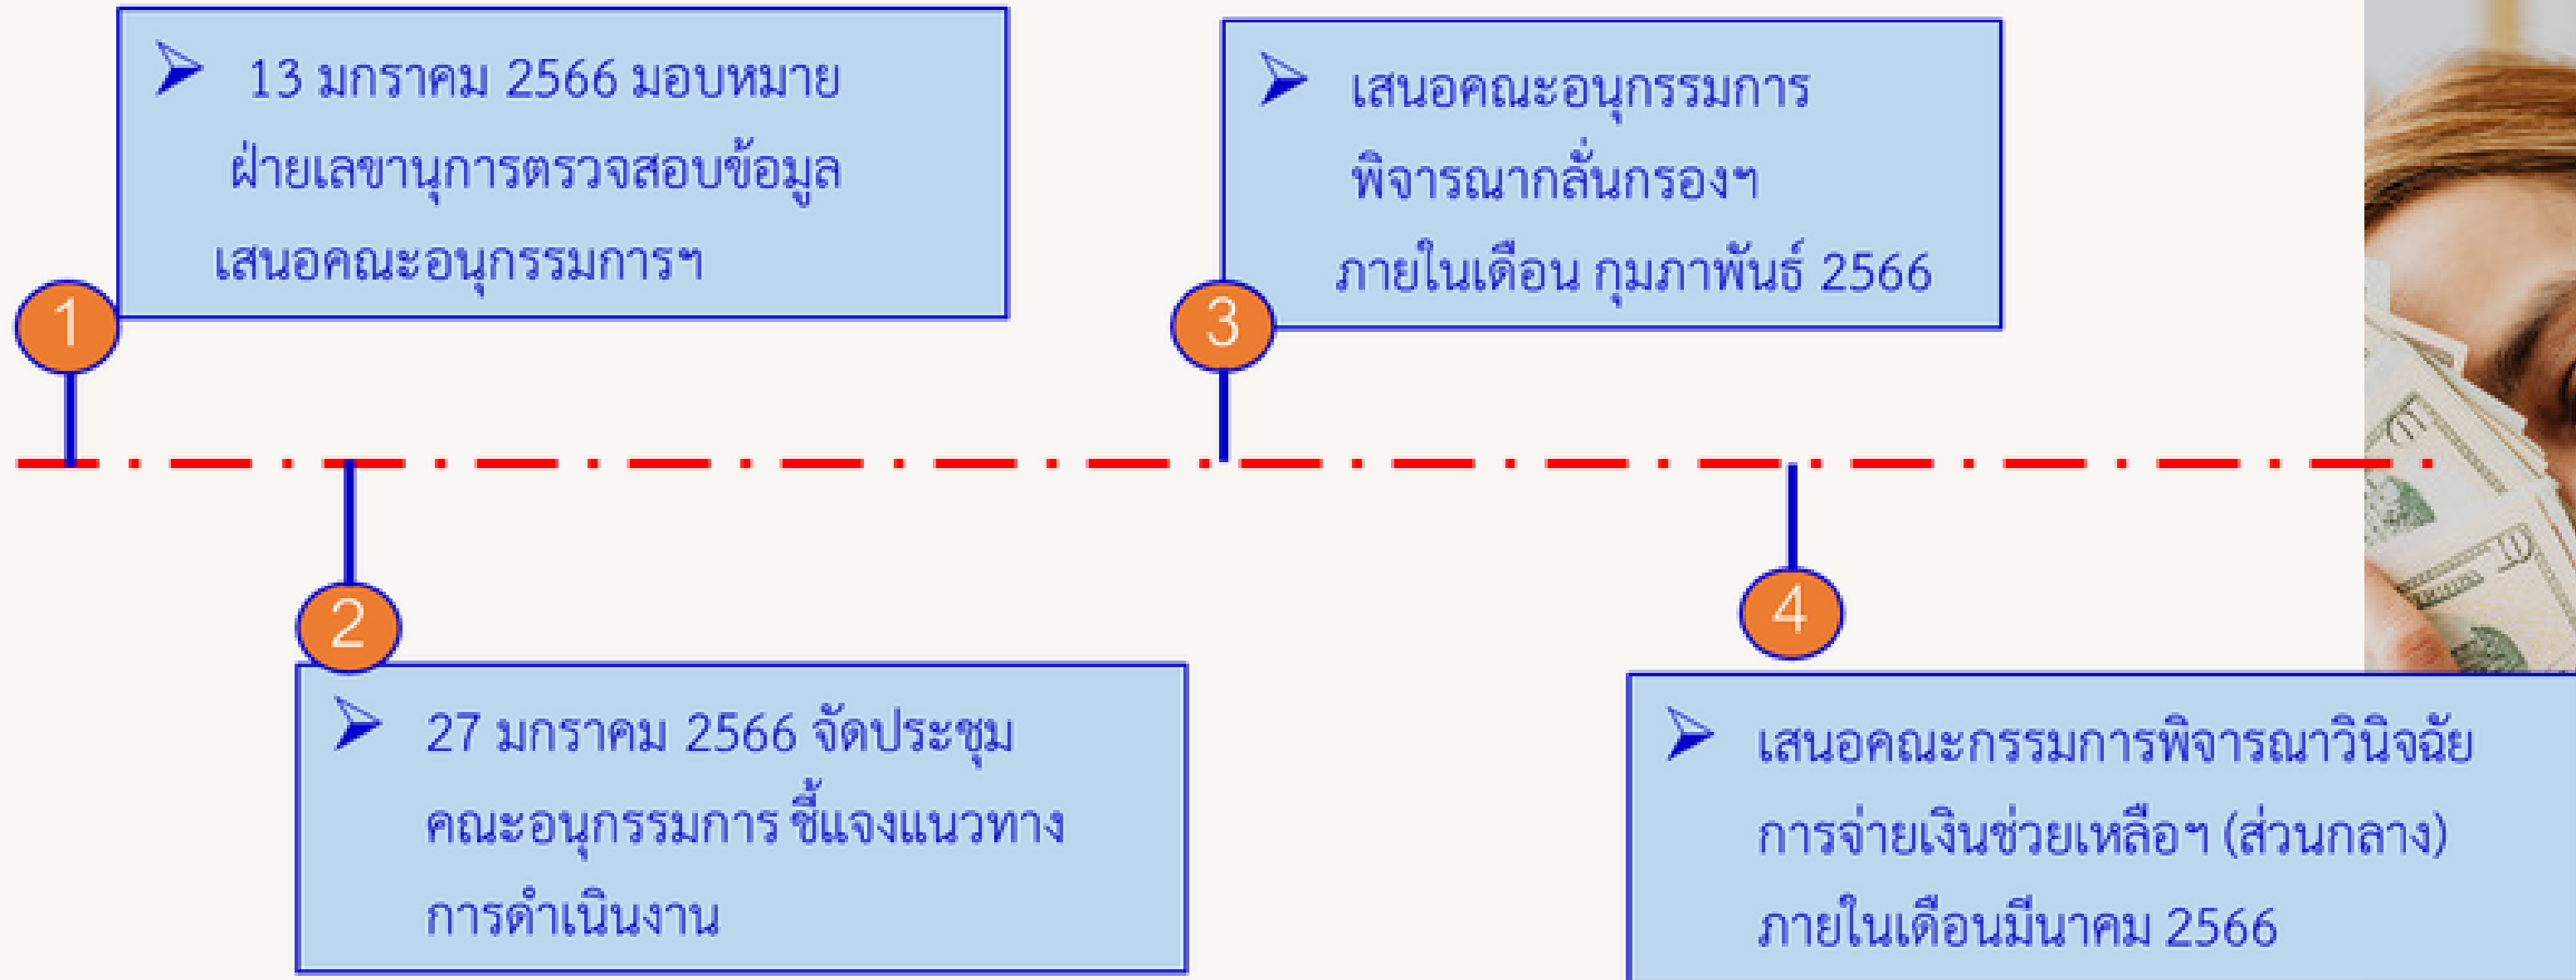 13 มกราคม 2566 มอบหมาย
ฝ่ายเลขานุการตรวจสอบข้อมูล
เสนอคณะอนุกรรมการฯ
1
2
27 มกราคม 2566 จัดประชุม
คณะอนุกรรมการ ชี้แจงแนวทาง
การดำเนินงาน
เสนอคณะอนุกรรมการ
พิจารณากลั่นกรองฯ
ภายในเดือน กุมภาพันธ์ 2566
3
4
เสนอคณะกรรมการพิจารณาวินิจฉัย
การจ่ายเงินช่วยเหลือฯ (ส่วนกลาง)
ภายในเดือนมีนาคม 2566